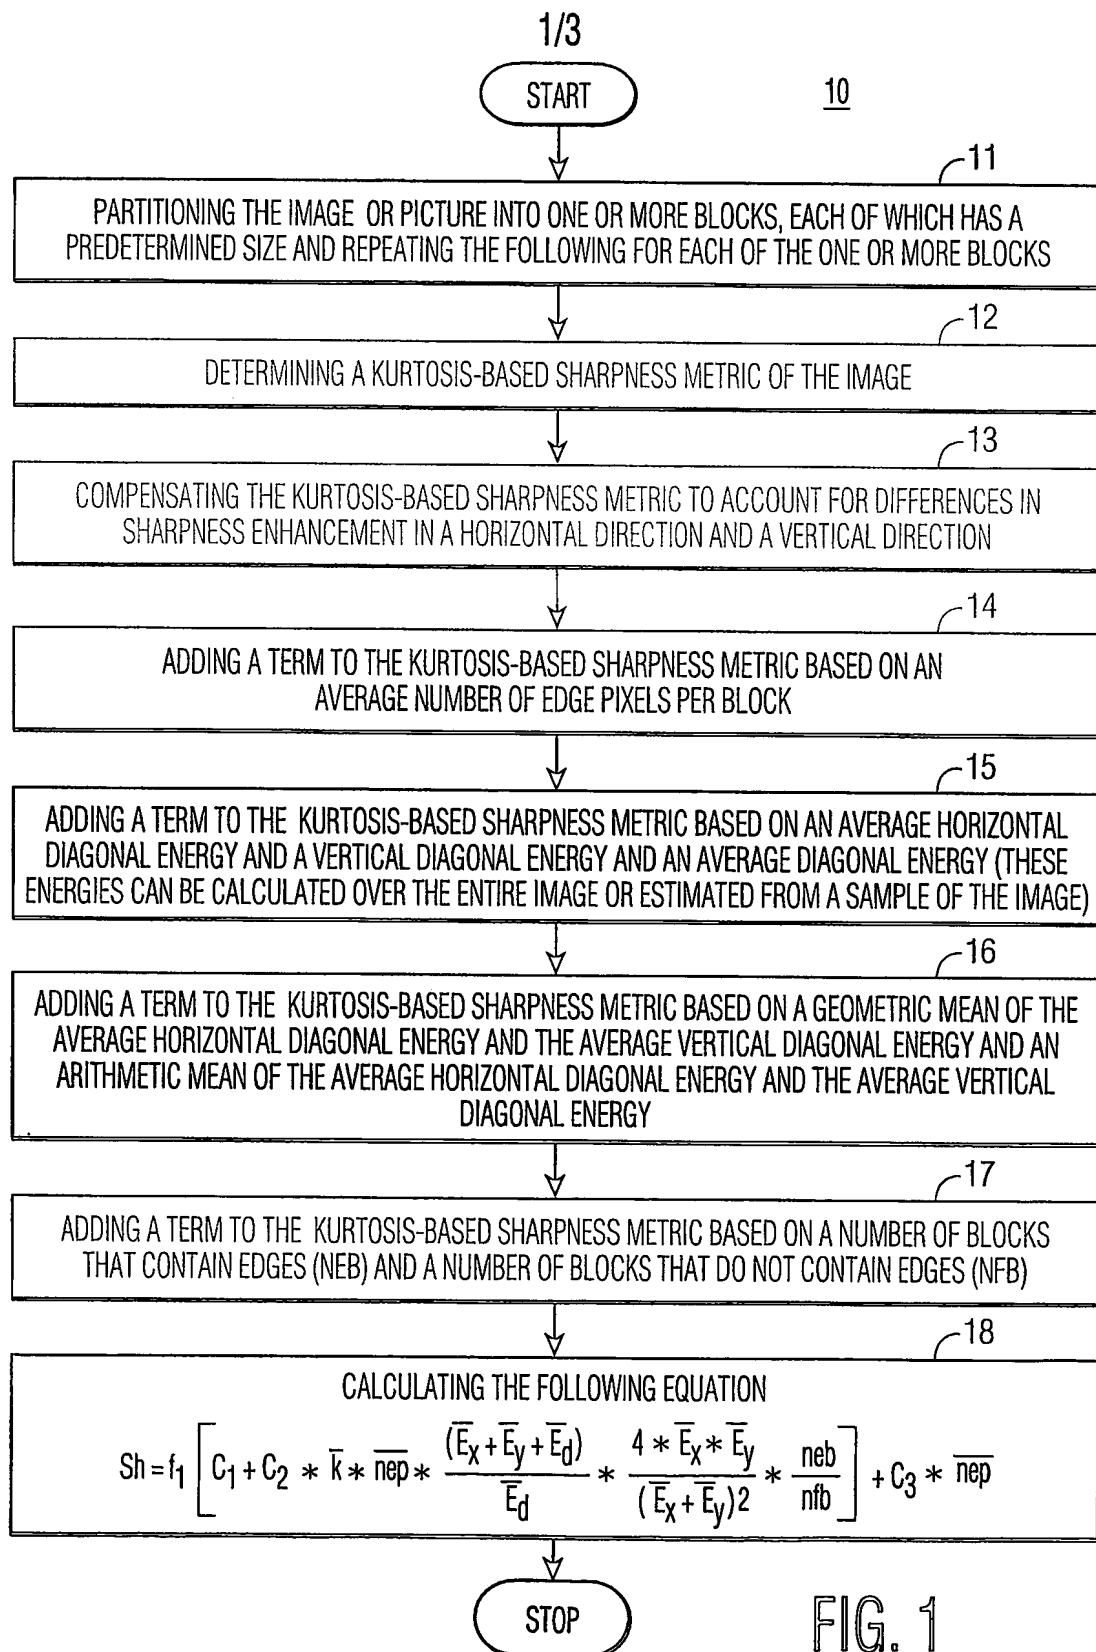 1/3
START
10
11
PARTITIONING THE IMAGE OR PICTURE INTO ONE OR MORE BLOCKS, EACH OF WHICH HAS A
PREDETERMINED SIZE AND REPEATING THE FOLLOWING FOR EACH OF THE ONE OR MORE BLOCKS
12
DETERMINING A KURTOSIS-BASED SHARPNESS METRIC OF THE IMAGE
13
COMPENSATING THE KURTOSIS-BASED SHARPNESS METRIC TO ACCOUNT FOR DIFFERENCES IN
SHARPNESS ENHANCEMENT IN A HORIZONTAL DIRECTION AND A VERTICAL DIRECTION
14
ADDING A TERM TO THE KURTOSIS-BASED SHARPNESS METRIC BASED ON AN
AVERAGE NUMBER OF EDGE PIXELS PER BLOCK
15
ADDING A TERM TO THE KURTOSIS-BASED SHARPNESS METRIC BASED ON AN AVERAGE HORIZONTAL
DIAGONAL ENERGY AND A VERTICAL DIAGONAL ENERGY AND AN AVERAGE DIAGONAL ENERGY (THESE
ENERGIES CAN BE CALCULATED OVER THE ENTIRE IMAGE OR ESTIMATED FROM A SAMPLE OF THE IMAGE)
16
ADDING A TERM TO THE KURTOSIS-BASED SHARPNESS METRIC BASED ON A GEOMETRIC MEAN OF THE
AVERAGE HORIZONTAL DIAGONAL ENERGY AND THE AVERAGE VERTICAL DIAGONAL ENERGY AND AN
ARITHMETIC MEAN OF THE AVERAGE HORIZONTAL DIAGONAL ENERGY AND THE AVERAGE VERTICAL
DIAGONAL ENERGY
17
ADDING A TERM TO THE KURTOSIS-BASED SHARPNESS METRIC BASED ON A NUMBER OF BLOCKS
THAT CONTAIN EDGES (NEB) AND A NUMBER OF BLOCKS THAT DO NOT CONTAIN EDGES (NFB)
18
CALCULATING THE FOLLOWING EQUATION
Sh = f₁ [ C₁ + C₂ * k̅ * n̅e̅p̅ * (E̅ₓ + E̅y + E̅d) / E̅d * 4 * E̅ₓ * E̅y / (E̅ₓ + E̅y)2 * neb / nfb ] + C₃ * n̅e̅p̅
STOP
FIG. 1